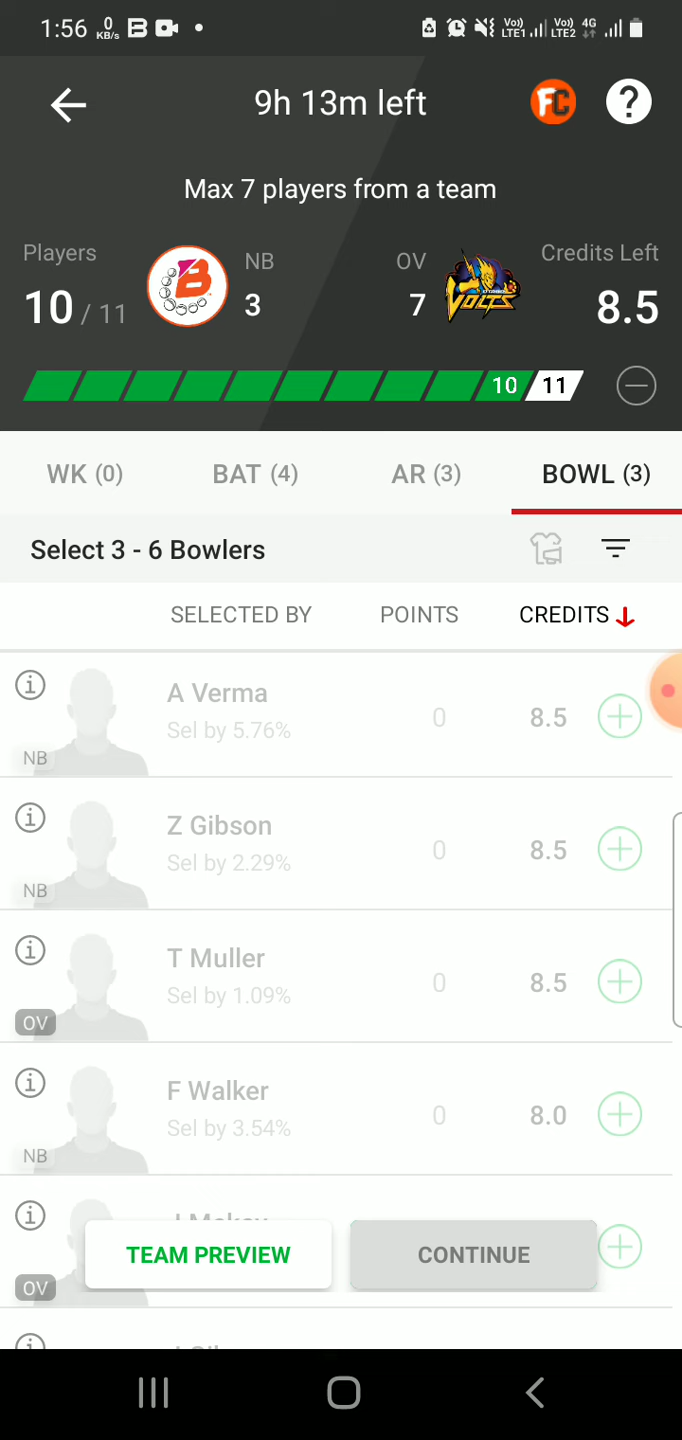 1:56 0 KB/s Vo) LTE1 Vo) LTE2 4G
9h 13m left FC ?
Max 7 players from a team
Players NB OV Credits Left
10 / 11 B 3 7 VOLTS 8.5
10 11
WK (0) BAT (4) AR (3) BOWL (3)
Select 3 - 6 Bowlers
SELECTED BY POINTS CREDITS
A Verma
Sel by 5.76% 0 8.5
NB
Z Gibson
Sel by 2.29% 0 8.5
NB
T Muller
Sel by 1.09% 0 8.5
OV
F Walker
Sel by 3.54% 0 8.0
NB
TEAM PREVIEW CONTINUE
OV